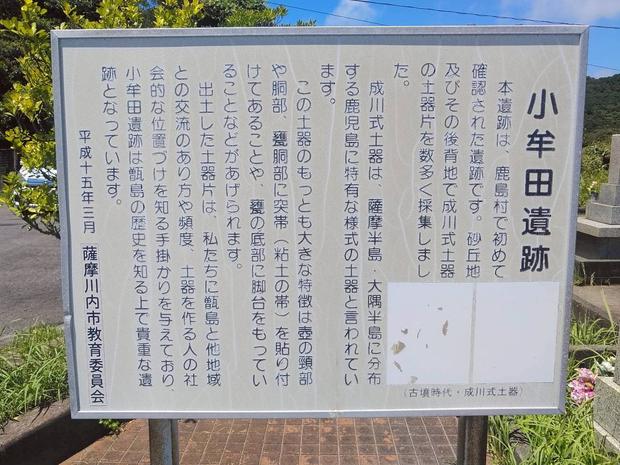 小牟田遺跡
本遺跡は、鹿島村で初めて
確認された遺跡です。砂丘地
及びその後背地で成川式土器
の土器片を数多く採集しまし
た。
成川式土器は、薩摩半島・大隅半島に分布
する鹿児島に特有な様式の土器と言われてい
ます。
この土器のもっとも大きな特徴は壺の頸部
や胴部、甕胴部に突帯（粘土の帯）を貼り付
けてあることや、甕の底部に脚台をもってい
ることなどがあげられます。
出土した土器片は、私たちに甑島と他地域
との交流のあり方や頻度、土器を作る人の社
会的な位置づけを知る手掛かりを与えており、
小牟田遺跡は甑島の歴史を知る上で貴重な遺
跡となっています。
平成十五年三月　薩摩川内市教育委員会
（古墳時代・成川式土器）